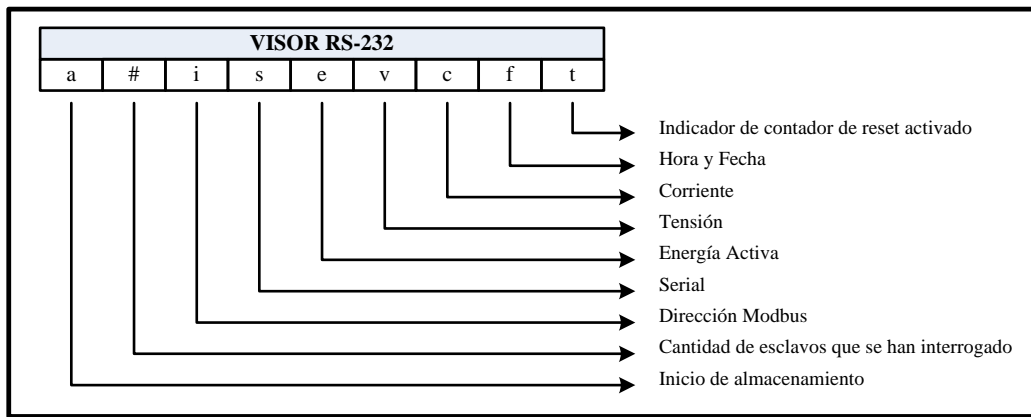 VISOR RS-232
a # i s e v c f t
Indicador de contador de reset activado
Hora y Fecha
Corriente
Tensión
Energía Activa
Serial
Dirección Modbus
Cantidad de esclavos que se han interrogado
Inicio de almacenamiento